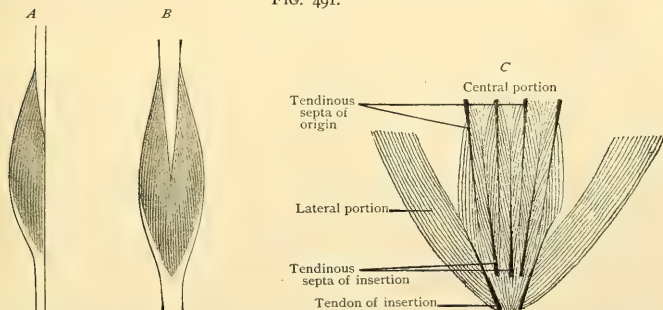 FIG. 491.
A
B
C
Central portion
Tendinous
septa of
origin
Lateral portion
Tendinous
septa of insertion
Tendon of insertion